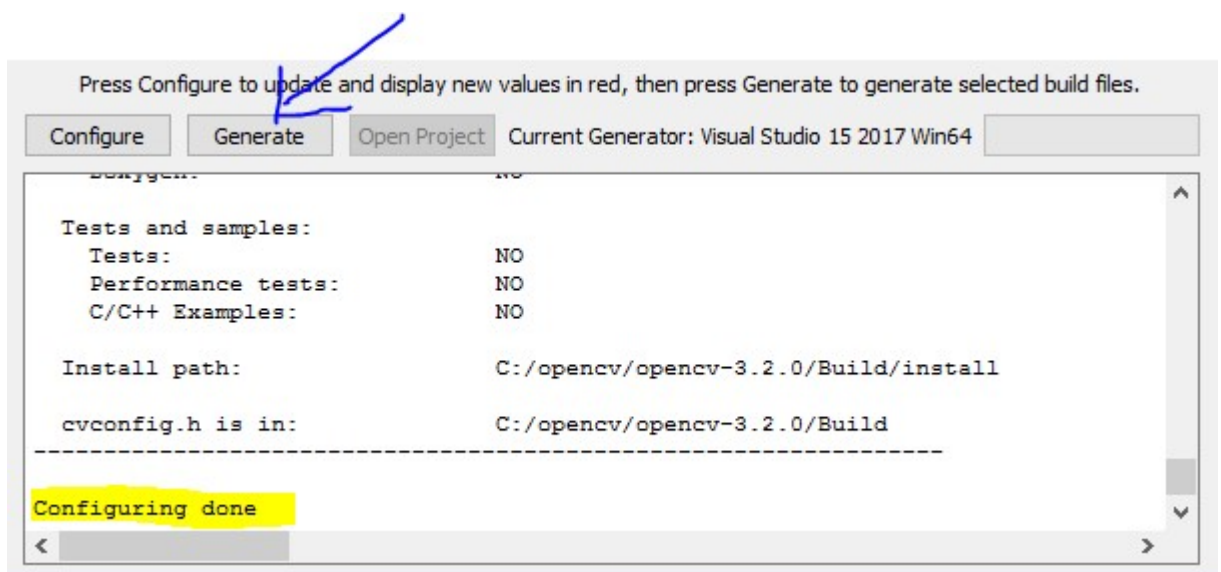 Press Configure to update and display new values in red, then press Generate to generate selected build files.
Configure Generate Open Project Current Generator: Visual Studio 15 2017 Win64
Tests and samples:
Tests: NO
Performance tests: NO
C/C++ Examples: NO
Install path: C:/opencv/opencv-3.2.0/Build/install
cvconfig.h is in: C:/opencv/opencv-3.2.0/Build
-----------------------------------------------------------------
Configuring done